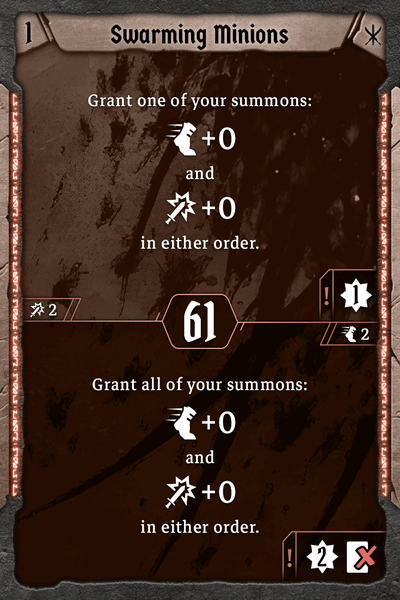 1 Swarming Minions
Grant one of your summons:
+0
and
+0
in either order.
! 1
2
61
2
Grant all of your summons:
+0
and
+0
in either order.
! 2